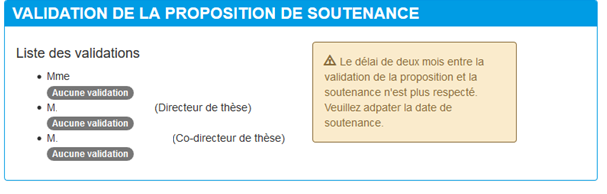 VALIDATION DE LA PROPOSITION DE SOUTENANCE
Liste des validations
Mme
Aucune validation
M. (Directeur de thèse)
Aucune validation
M. (Co-directeur de thèse)
Aucune validation
Le délai de deux mois entre la
validation de la proposition et la
soutenance n'est plus respecté.
Veuillez adpater la date de
soutenance.